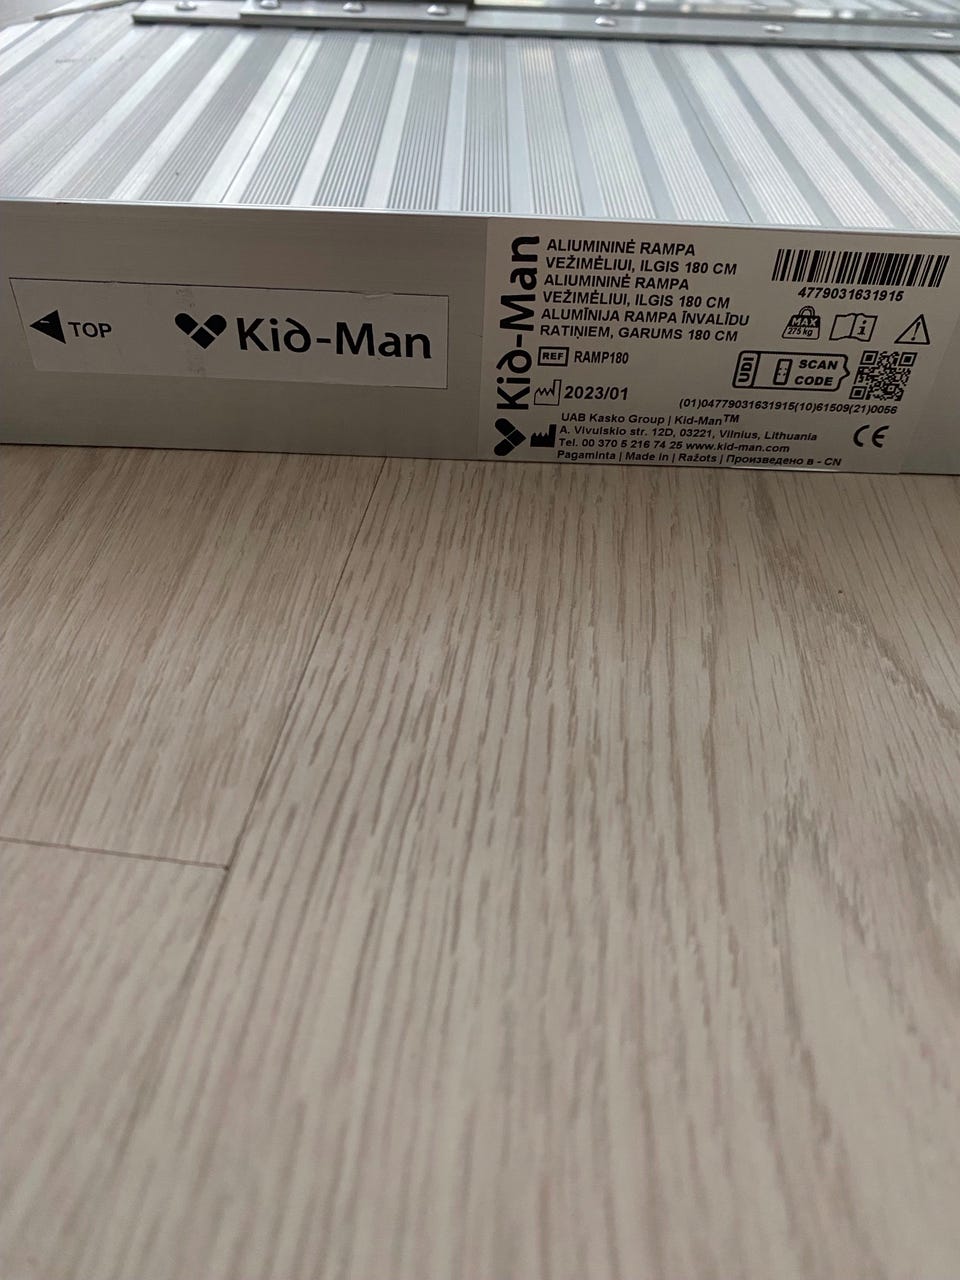 TOP
Kid-Man
Kid-Man
ALIUMININĖ RAMPA
VEŽIMĖLIUI, ILGIS 180 CM
ALIUMININĖ RAMPA
VEŽIMĖLIUI, ILGIS 180 CM
ALUMĪNIJA RAMPA ĪNVALĪDU
RATIŅIEM, GARUMS 180 CM
REF RAMP180
2023/01
4779031631915
MAX
275 kg
UDI
SCAN
CODE
(01)04779031631915(10)61509(21)0056
UAB Kasko Group | Kid-Man™
A. Vivulskio str. 12D, 03221, Vilnius, Lithuania
Tel. 00 370 5 216 74 25 www.kid-man.com
Pagaminta | Made in | Ražots | Произведено в - CN
CE